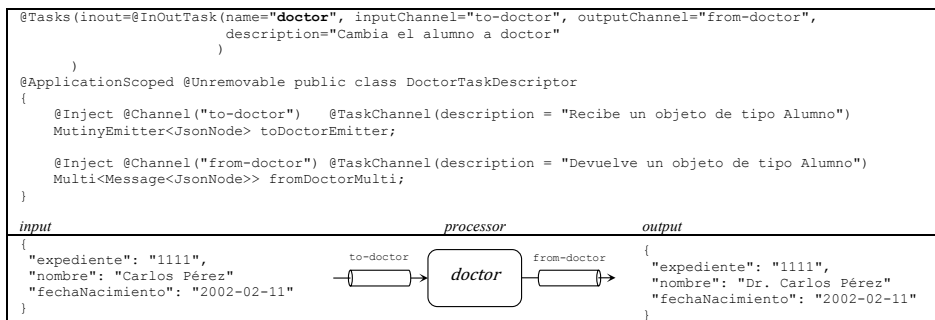 @Tasks(inout=@InOutTask(name="doctor", inputChannel="to-doctor", outputChannel="from-doctor",
description="Cambia el alumno a doctor"
)
)
@ApplicationScoped @Unremovable public class DoctorTaskDescriptor
{
@Inject @Channel("to-doctor") @TaskChannel(description = "Recibe un objeto de tipo Alumno")
MutinyEmitter<JsonNode> toDoctorEmitter;
@Inject @Channel("from-doctor") @TaskChannel(description = "Devuelve un objeto de tipo Alumno")
Multi<Message<JsonNode>> fromDoctorMulti;
}
input processor output
{
"expediente": "1111",
"nombre": "Carlos Pérez"
"fechaNacimiento": "2002-02-11"
}
to-doctor
doctor
from-doctor
{
"expediente": "1111",
"nombre": "Dr. Carlos Pérez"
"fechaNacimiento": "2002-02-11"
}